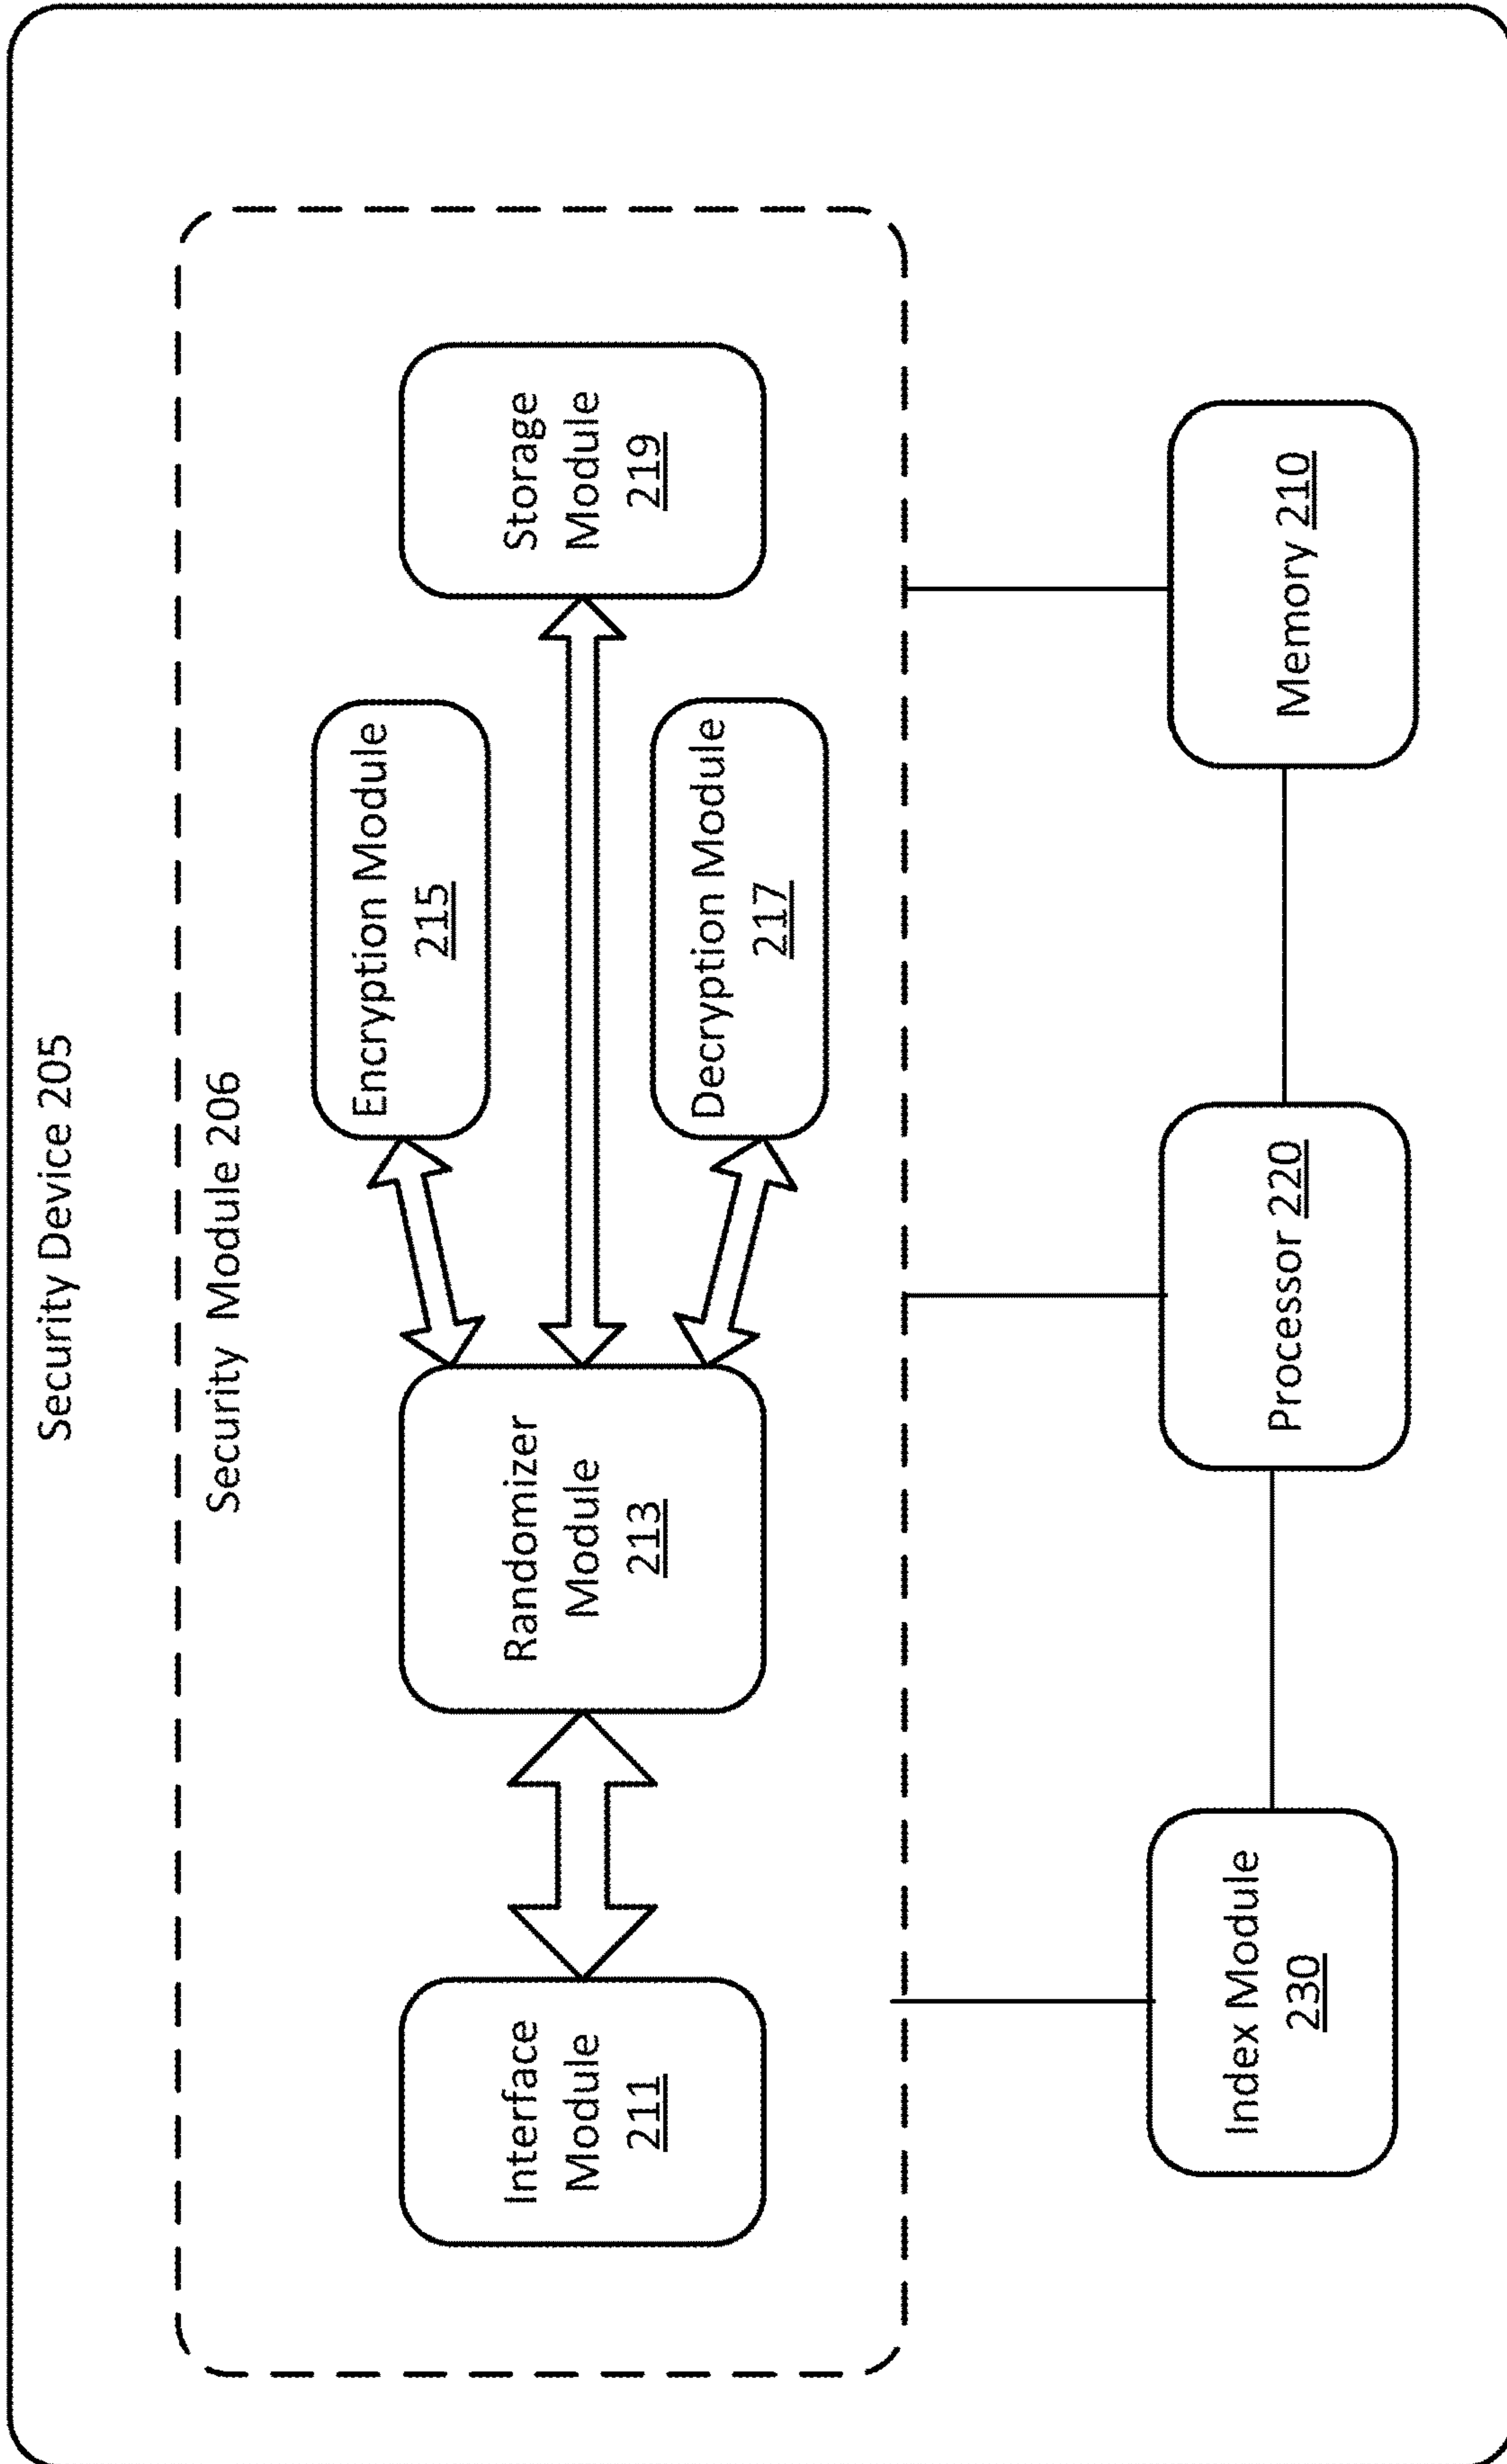 Security Device 205
Security Module 206
Interface
Module
211
Randomizer
Module
213
Encryption Module
215
Decryption Module
217
Storage
Module
219
Index Module
230
Processor 220
Memory 210